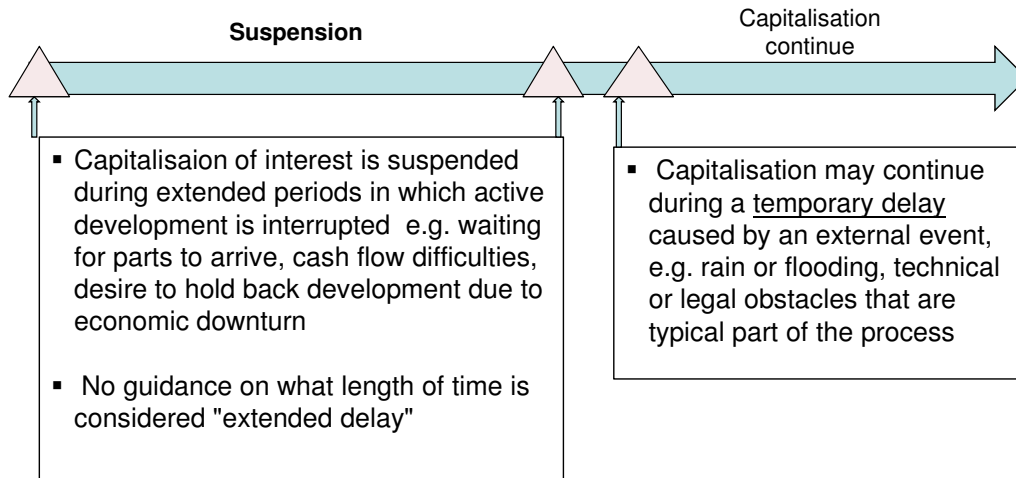 Suspension
Capitalisation
continue
▪ Capitalisaion of interest is suspended
during extended periods in which active
development is interrupted e.g. waiting
for parts to arrive, cash flow difficulties,
desire to hold back development due to
economic downturn
▪ No guidance on what length of time is
considered "extended delay"
▪ Capitalisation may continue
during a temporary delay
caused by an external event,
e.g. rain or flooding, technical
or legal obstacles that are
typical part of the process